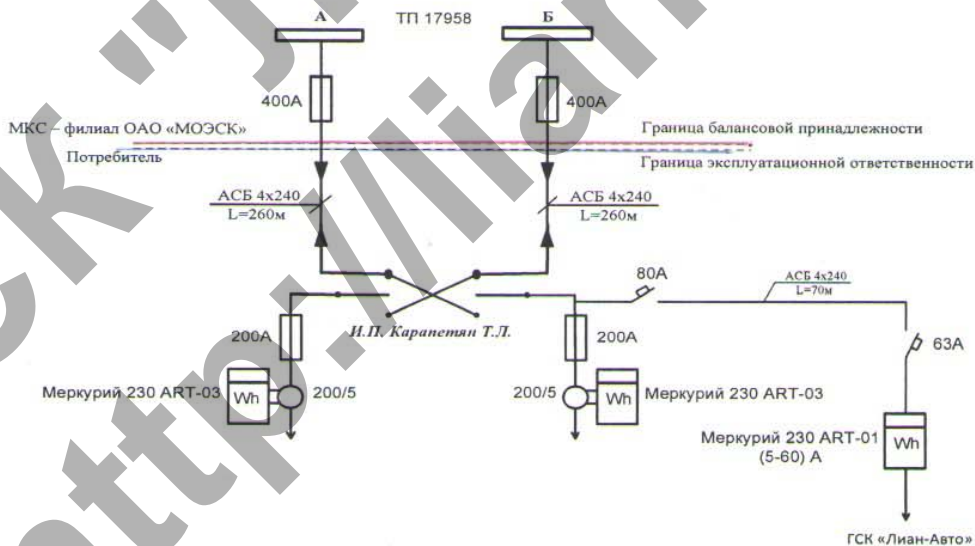 А ТП 17958 Б
400А 400А
МКС – филиал ОАО «МОЭСК» Граница балансовой принадлежности
Потребитель Граница эксплуатационной ответственности
АСБ 4х240 АСБ 4х240
L=260м L=260м
80А АСБ 4х240
L=70м
200А И.П. Карапетян Т.Л. 200А 63А
Меркурий 230 ART-03 Wh 200/5 200/5 Wh Меркурий 230 ART-03
Меркурий 230 ART-01 Wh
(5-60) А
ГСК «Лиан-Авто»
http://lian